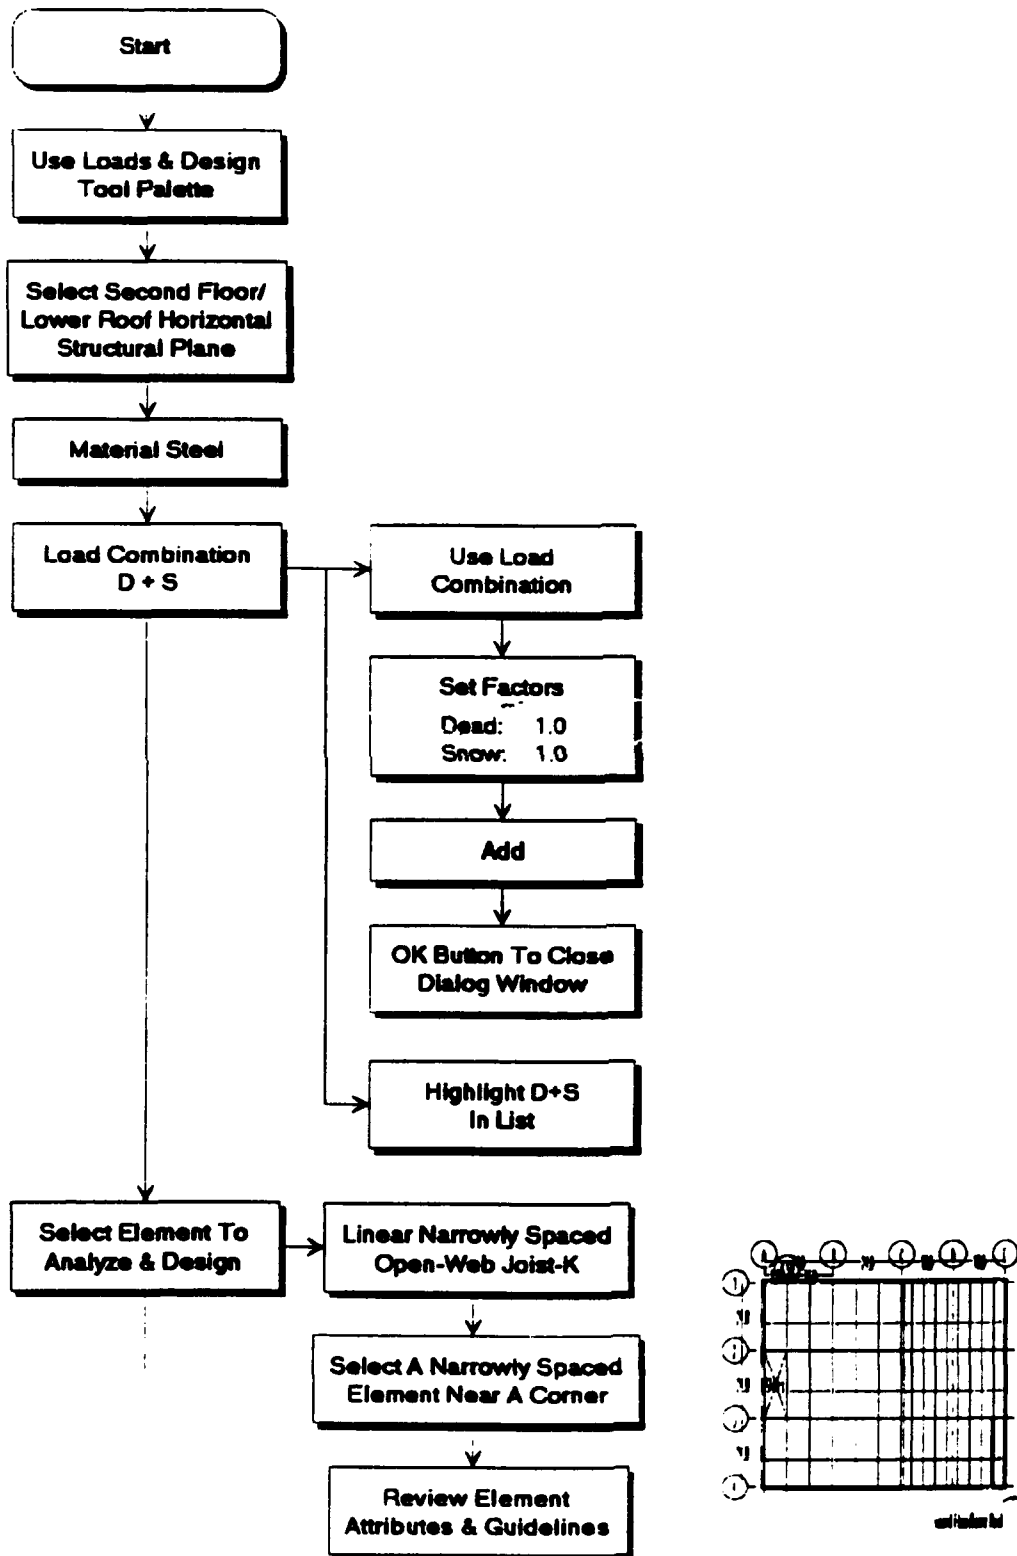 Start
Use Loads & Design
Tool Palette
Select Second Floor/
Lower Roof Horizontal
Structural Plane
Material Steel
Load Combination
D + S
Use Load
Combination
Set Factors
Dead: 1.0
Snow: 1.0
Add
OK Button To Close
Dialog Window
Highlight D+S
In List
Select Element To
Analyze & Design
Linear Narrowly Spaced
Open-Web Joist-K
Select A Narrowly Spaced
Element Near A Corner
Review Element
Attributes & Guidelines